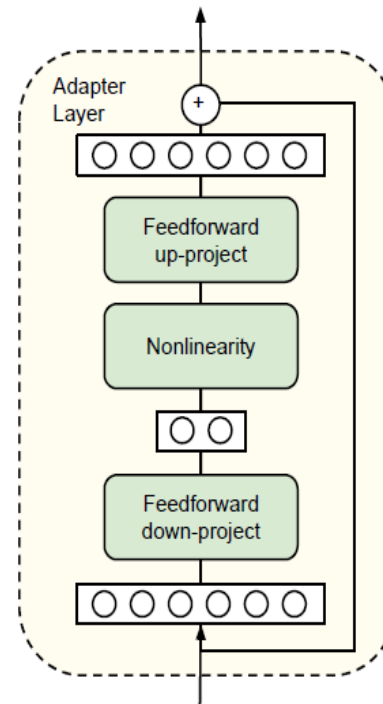 Adapter
Layer
+
Feedforward
up-project
Nonlinearity
Feedforward
down-project